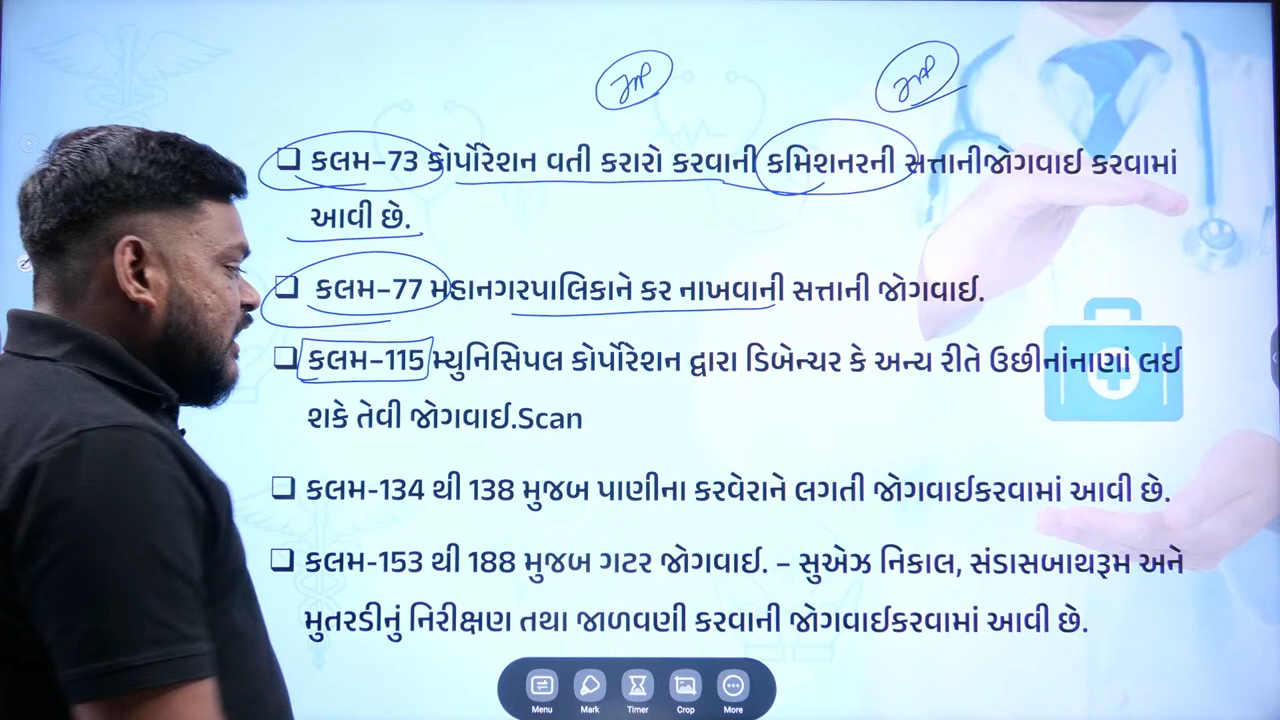 Imp Imp
❑ કલમ–73 કોર્પોરેશન વતી કરારો કરવાની કમિશનરની સત્તાનીજોગવાઈ કરવામાં
આવી છે.
❑ કલમ–77 મહાનગરપાલિકાને કર નાખવાની સત્તાની જોગવાઈ.
❑ કલમ–115 મ્યુનિસિપલ કોર્પોરેશન દ્વારા ડિબેન્ચર કે અન્ય રીતે ઉછીનાંનાણાં લઈ
શકે તેવી જોગવાઈ.Scan
❑ કલમ-134 થી 138 મુજબ પાણીના કરવેરાને લગતી જોગવાઈકરવામાં આવી છે.
❑ કલમ-153 થી 188 મુજબ ગટર જોગવાઈ. – સુએઝ નિકાલ, સંડાસબાથરૂમ અને
મુતરડીનું નિરીક્ષણ તથા જાળવણી કરવાની જોગવાઈકરવામાં આવી છે.
Menu Mark Timer Crop More